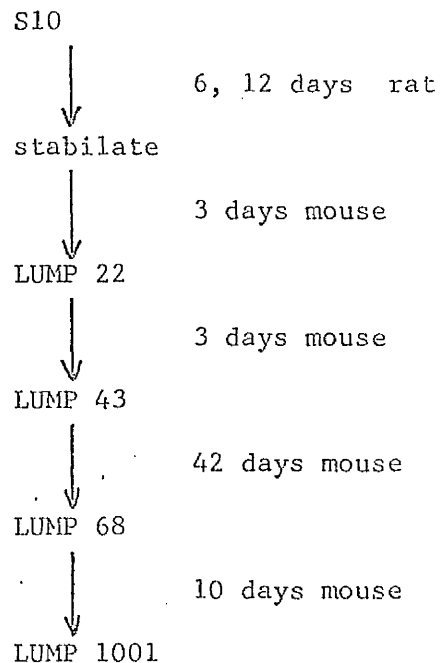 S10
6, 12 days rat
stabilate
3 days mouse
LUMP 22
3 days mouse
LUMP 43
42 days mouse
LUMP 68
10 days mouse
LUMP 1001